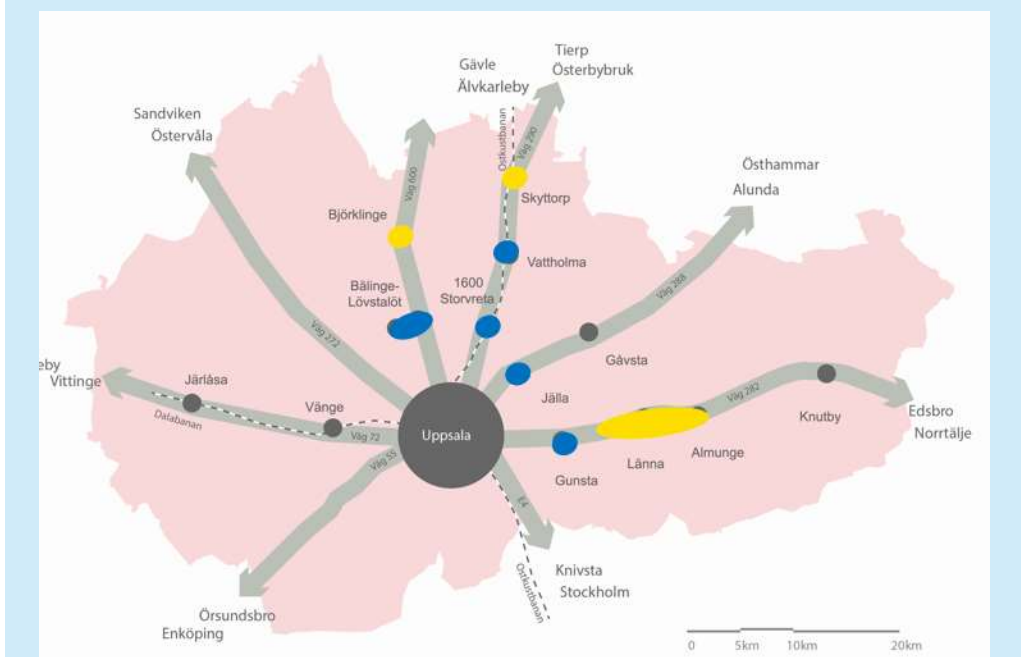 Tierp
Österbybruk
Gävle
Älvkarleby
Sandviken
Östervåla
Ostkustbanan
Väg 290
Väg 600
Östhammar
Alunda
Skyttorp
Björklinge
Vattholma
Bälinge-
Lövstalöt
1600
Storvreta
Väg 288
Väg 272
Gåvsta
eby
Vittinge
Järlåsa
Jälla
Väg 282
Dalabanan
Vänge
Väg 72
Uppsala
Knutby
Edsbro
Norrtälje
Almunge
Länna
Gunsta
Väg 55
E4
Knivsta
Stockholm
Ostkustbanan
Örsundsbro
Enköping
0 5km 10km 20km